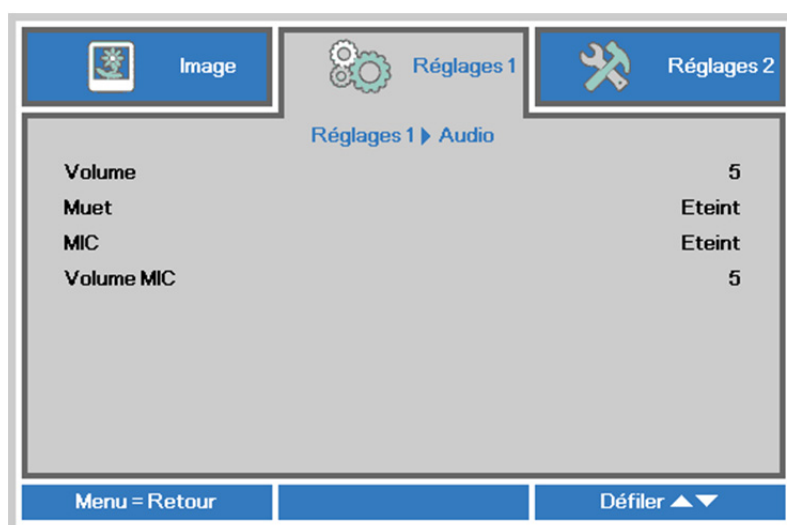 Image
Réglages 1
Réglages 2
Réglages 1 Audio
Volume 5
Muet Eteint
MIC Eteint
Volume MIC 5
Menu = Retour
Défiler